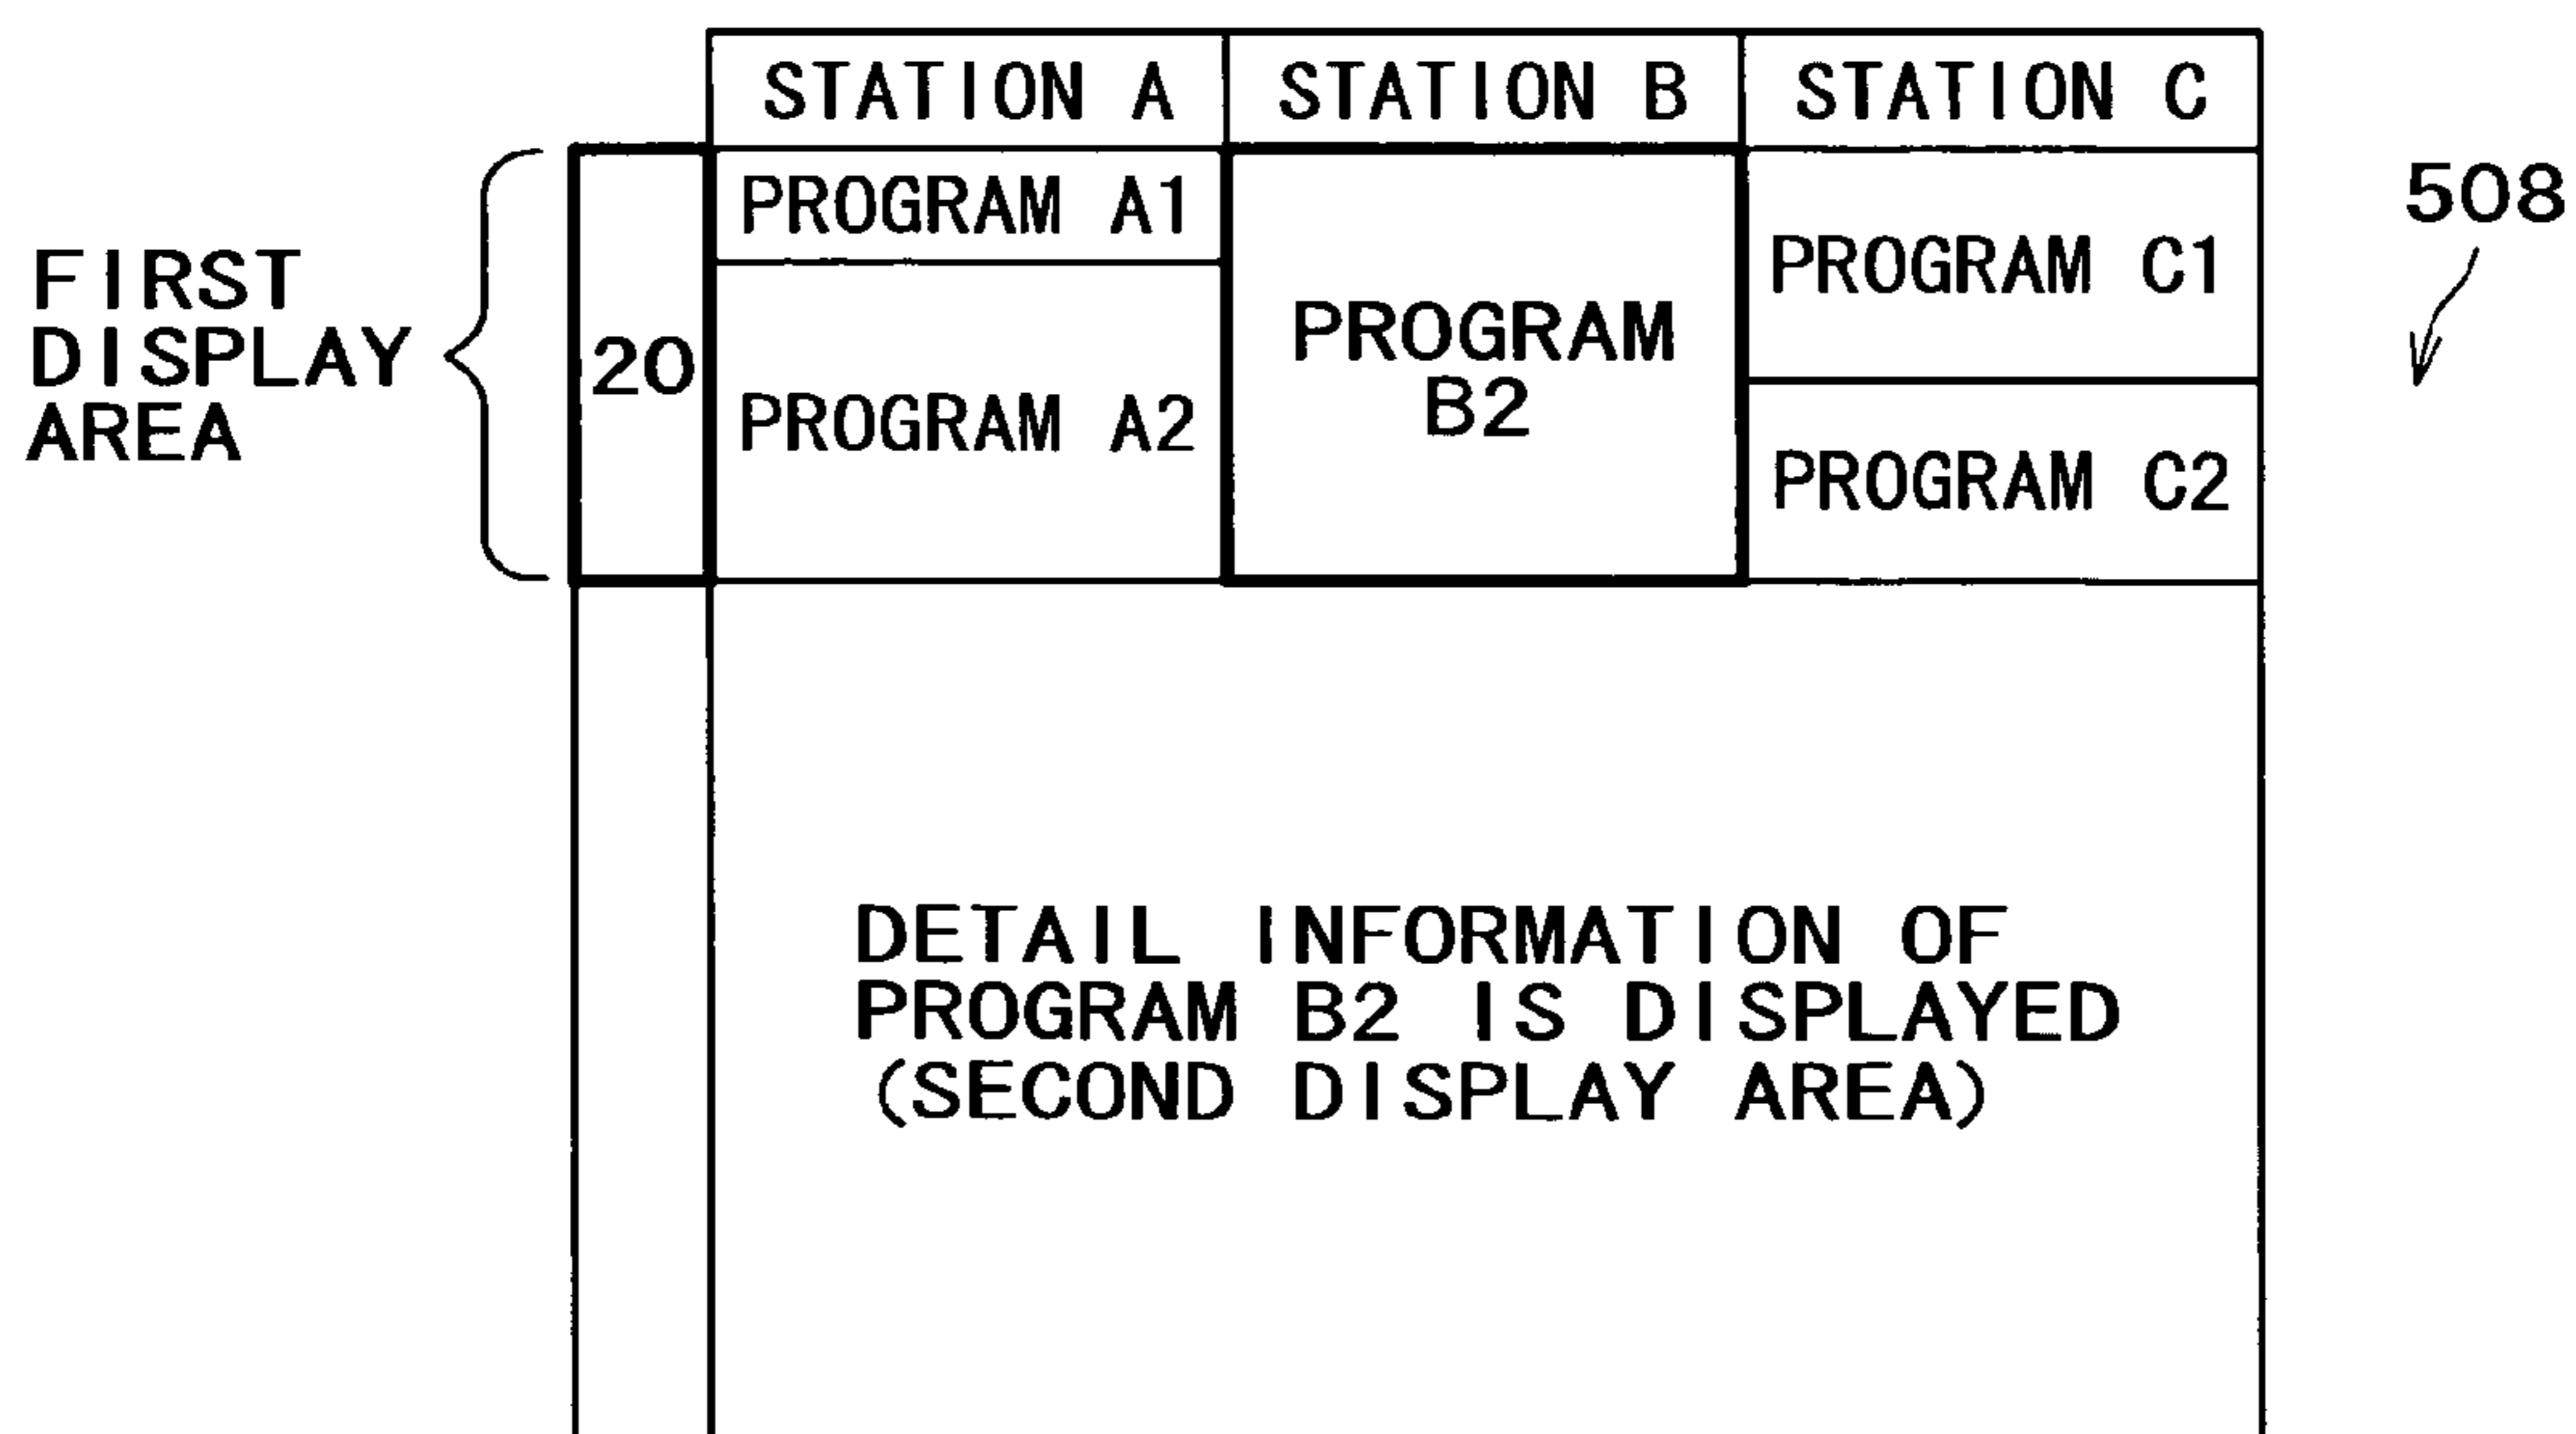 STATION A STATION B STATION C
FIRST
DISPLAY
AREA
20
PROGRAM A1
PROGRAM A2
PROGRAM
B2
PROGRAM C1
PROGRAM C2
508
DETAIL INFORMATION OF
PROGRAM B2 IS DISPLAYED
(SECOND DISPLAY AREA)